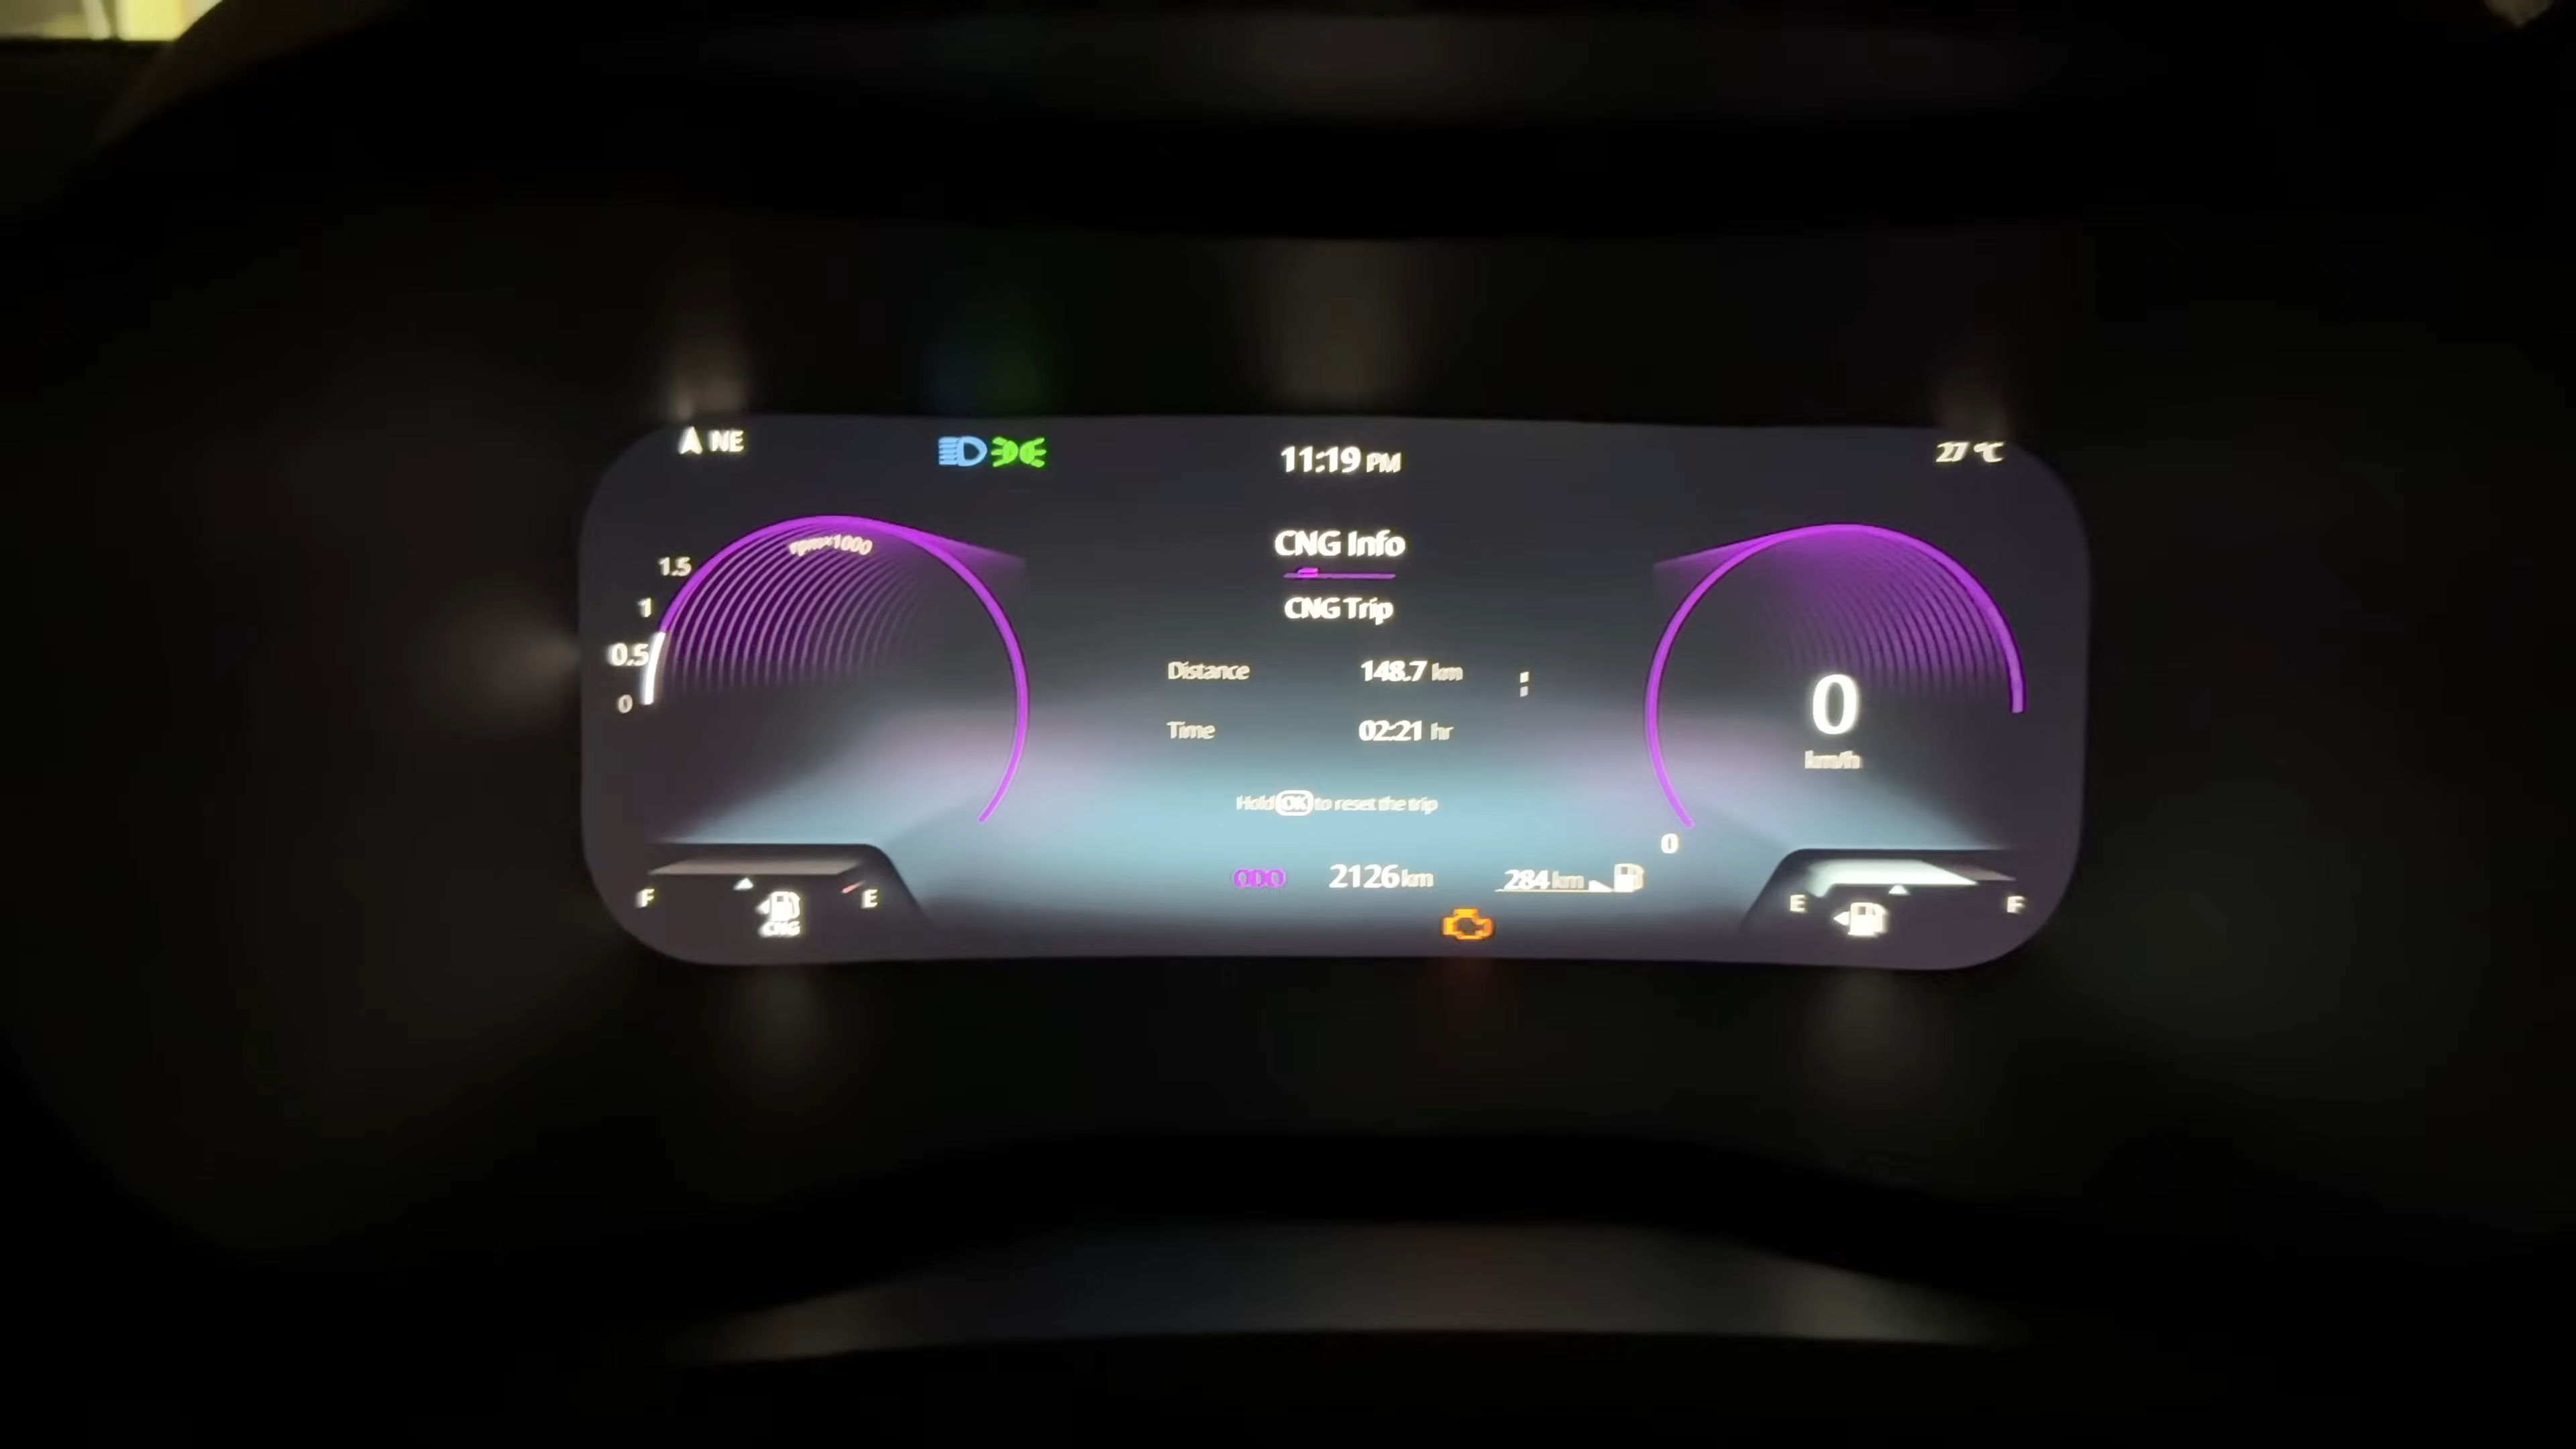 NE
11:19 PM
27 °C
rpm×1000
1.5
1
0.5
0
CNG Info
CNG Trip
Distance 148.7 km
Time 02:21 hr
Hold OK to reset the trip
0
km/h
0
2126 km
284 km
F E
CNG
E F